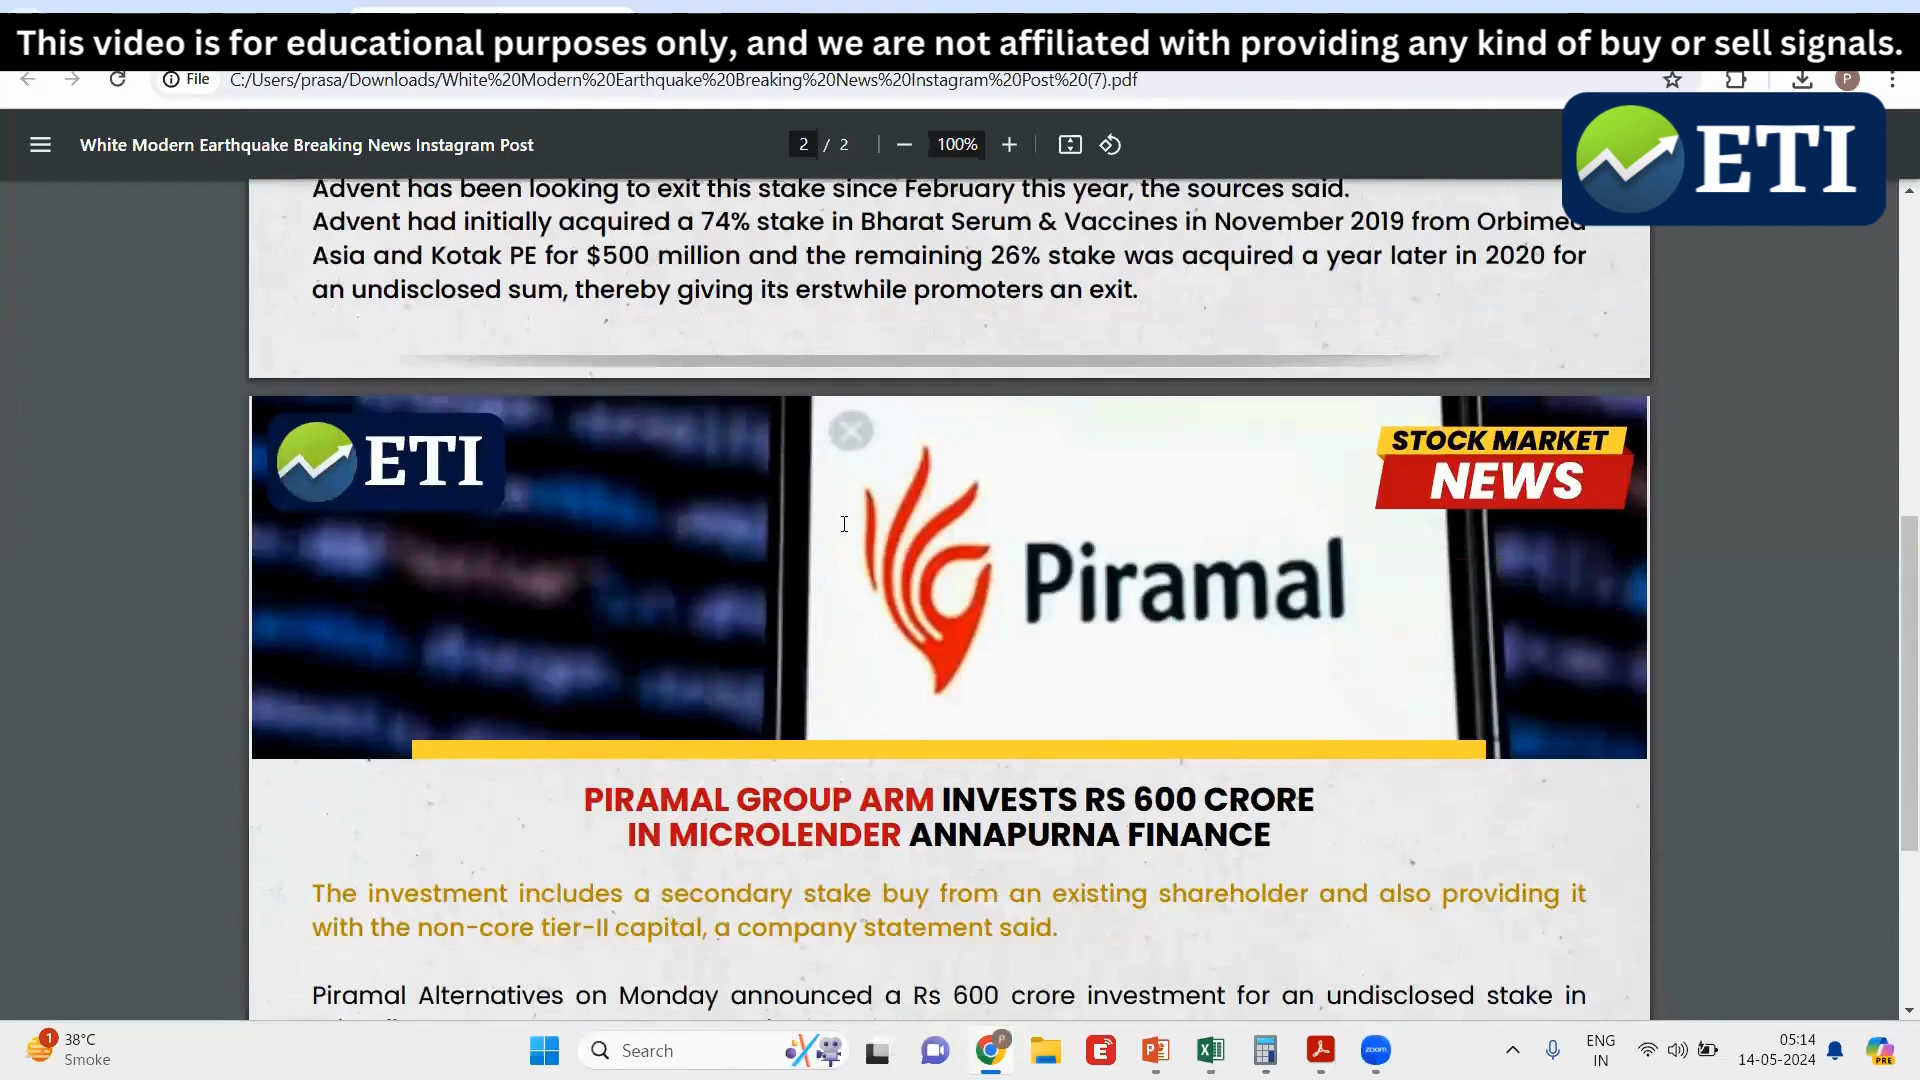 This video is for educational purposes only, and we are not affiliated with providing any kind of buy or sell signals.
File C:/Users/prasa/Downloads/White%20Modern%20Earthquake%20Breaking%20News%20Instagram%20Post%20(7).pdf
P
White Modern Earthquake Breaking News Instagram Post 2 / 2 100%
ETI
Advent has been looking to exit this stake since February this year, the sources said.
Advent had initially acquired a 74% stake in Bharat Serum & Vaccines in November 2019 from Orbimed
Asia and Kotak PE for $500 million and the remaining 26% stake was acquired a year later in 2020 for
an undisclosed sum, thereby giving its erstwhile promoters an exit.
ETI
STOCK MARKET
NEWS
Piramal
PIRAMAL GROUP ARM INVESTS RS 600 CRORE
IN MICROLENDER ANNAPURNA FINANCE
The investment includes a secondary stake buy from an existing shareholder and also providing it
with the non-core tier-II capital, a company statement said.
Piramal Alternatives on Monday announced a Rs 600 crore investment for an undisclosed stake in
1
38°C
Smoke
Search
zoom
ENG
IN
05:14
14-05-2024
PRE